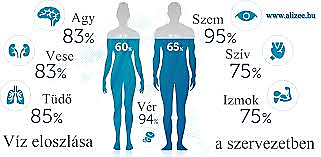 Agy
83%
Vese
83%
Tüdő
85%
Víz eloszlása
60%
65%
Vér
94%
Szem
95%
Szív
75%
Izmok
75%
a szervezetben
www.alizee.hu